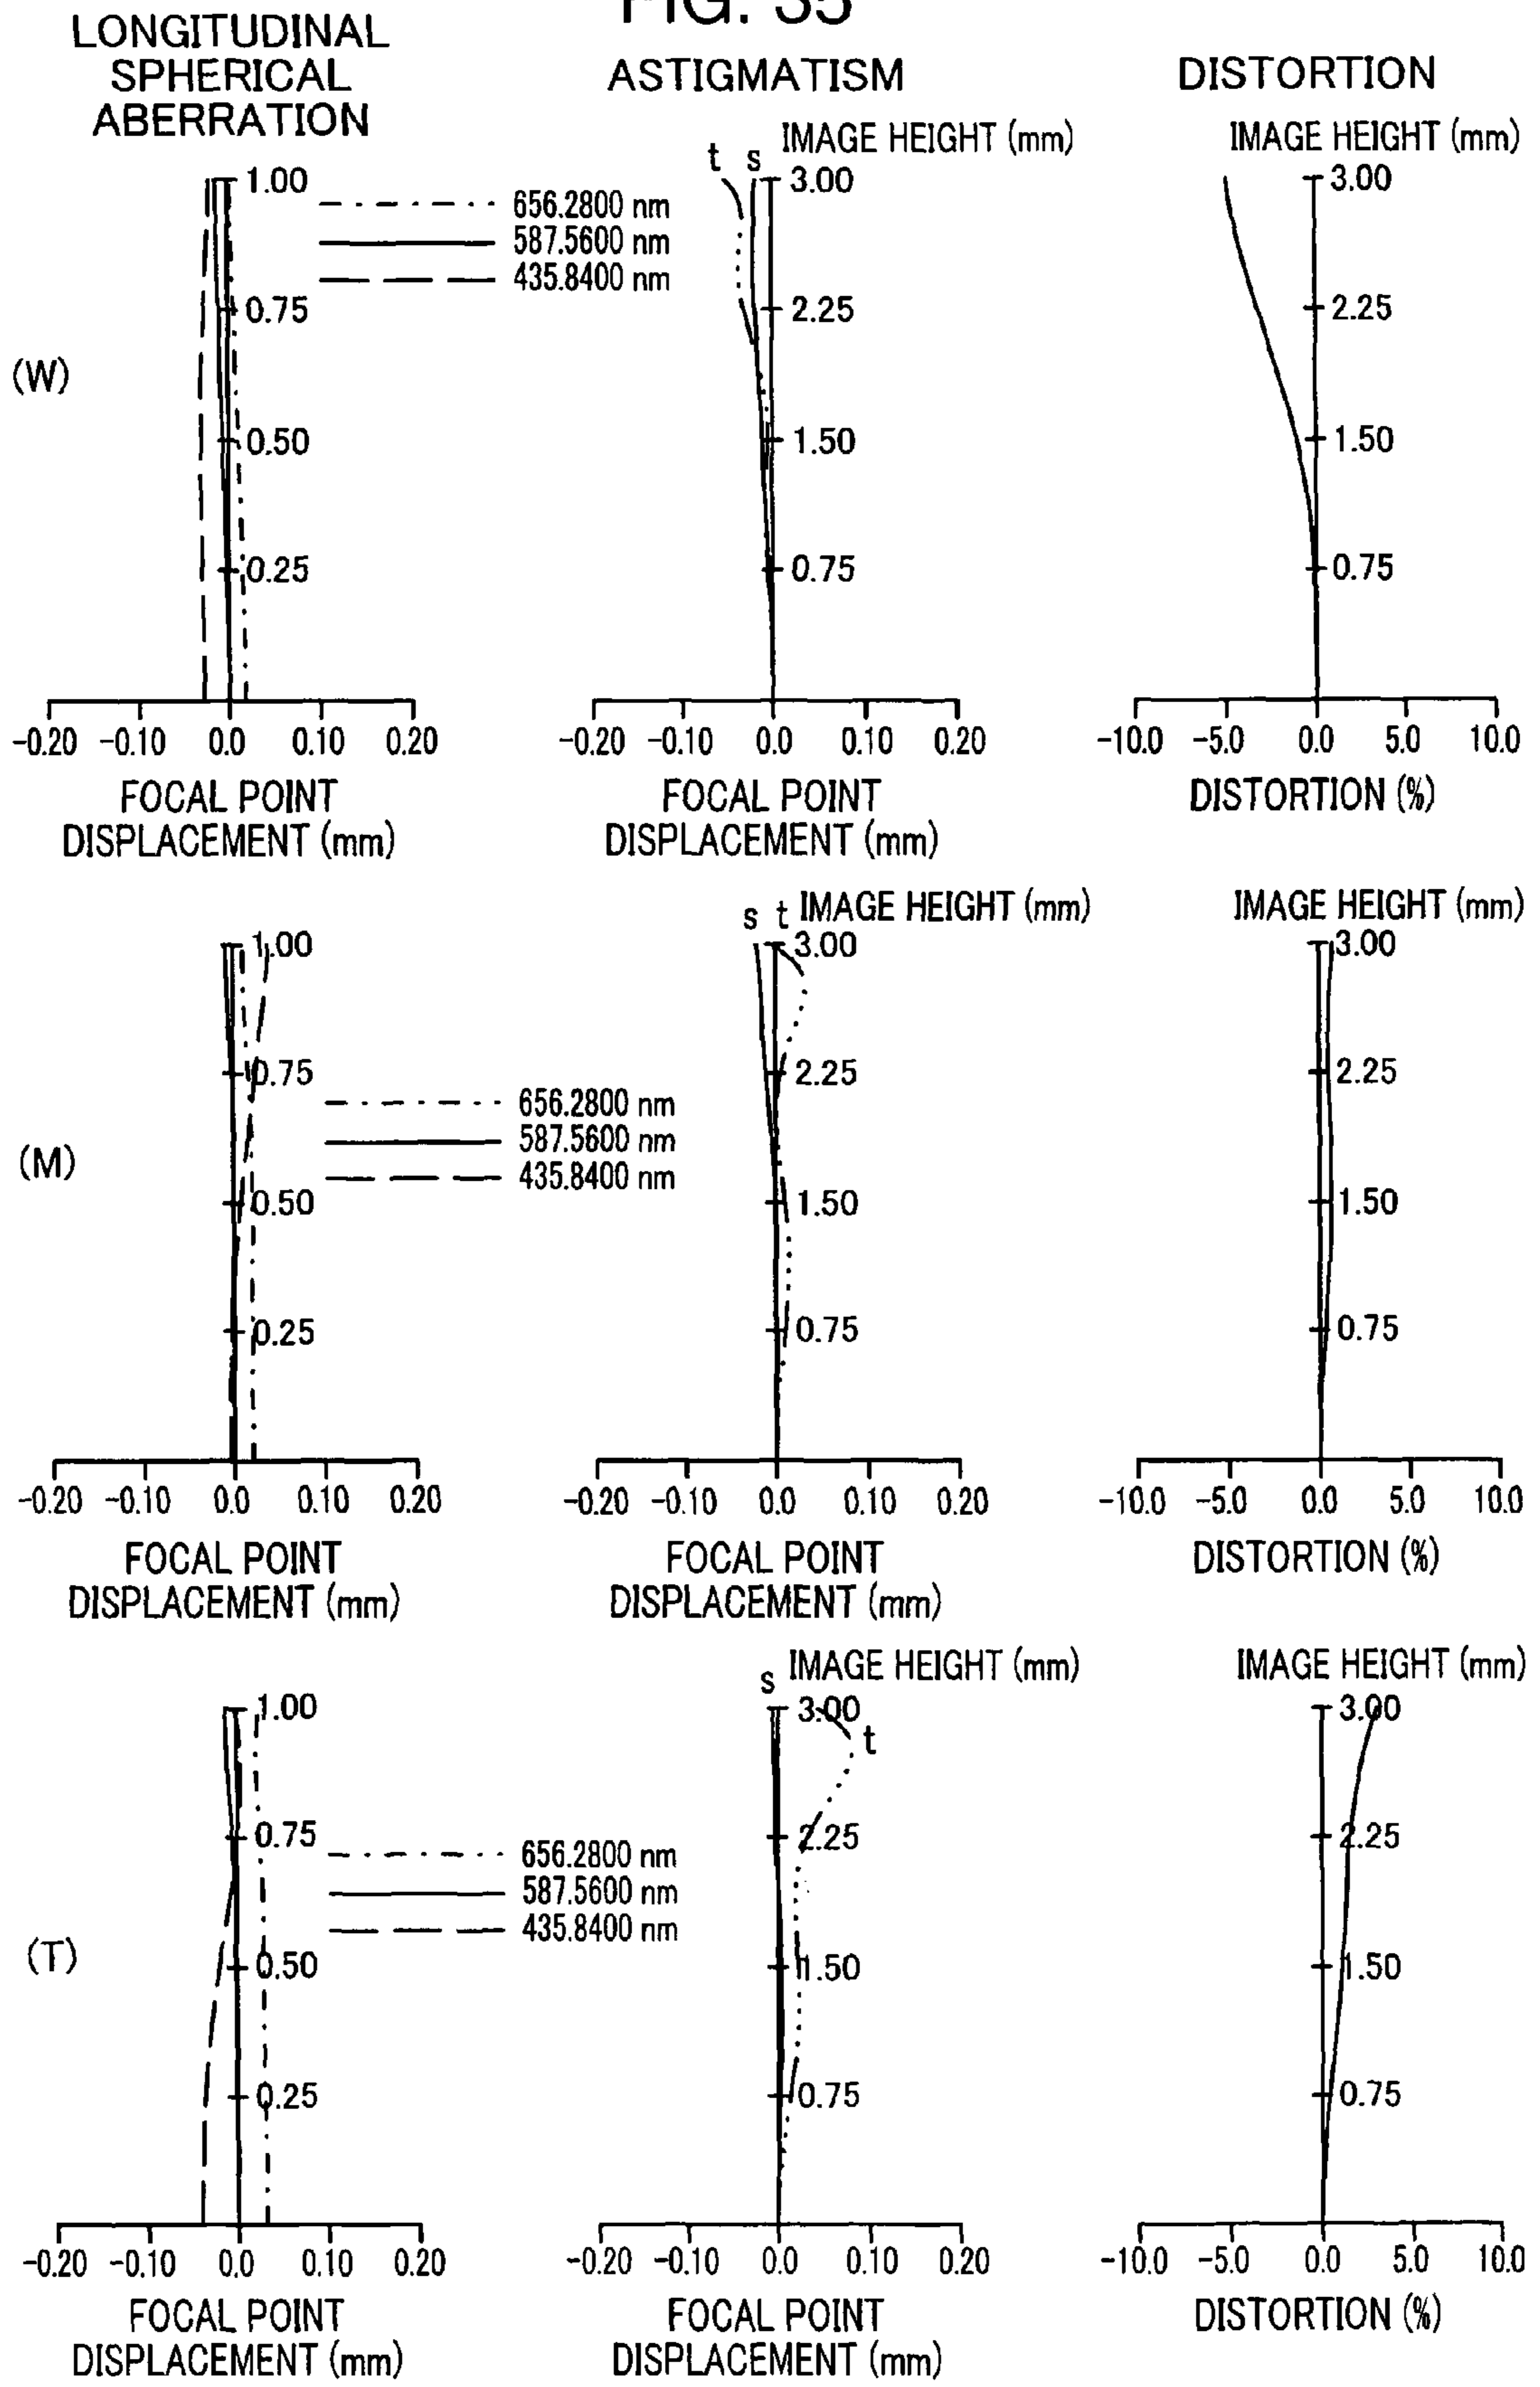 FIG. 35
LONGITUDINAL
SPHERICAL
ABERRATION
ASTIGMATISM
DISTORTION
(W)
1.00
0.75
0.50
0.25
-0.20 -0.10 0.0 0.10 0.20
FOCAL POINT
DISPLACEMENT (mm)
656.2800 nm
587.5600 nm
435.8400 nm
t s IMAGE HEIGHT (mm)
3.00
2.25
1.50
0.75
-0.20 -0.10 0.0 0.10 0.20
FOCAL POINT
DISPLACEMENT (mm)
IMAGE HEIGHT (mm)
3.00
2.25
1.50
0.75
-10.0 -5.0 0.0 5.0 10.0
DISTORTION (%)
(M)
1.00
0.75
0.50
0.25
-0.20 -0.10 0.0 0.10 0.20
FOCAL POINT
DISPLACEMENT (mm)
656.2800 nm
587.5600 nm
435.8400 nm
s t IMAGE HEIGHT (mm)
3.00
2.25
1.50
0.75
-0.20 -0.10 0.0 0.10 0.20
FOCAL POINT
DISPLACEMENT (mm)
IMAGE HEIGHT (mm)
3.00
2.25
1.50
0.75
-10.0 -5.0 0.0 5.0 10.0
DISTORTION (%)
(T)
1.00
0.75
0.50
0.25
-0.20 -0.10 0.0 0.10 0.20
FOCAL POINT
DISPLACEMENT (mm)
656.2800 nm
587.5600 nm
435.8400 nm
s IMAGE HEIGHT (mm)
3.00
t
2.25
1.50
0.75
-0.20 -0.10 0.0 0.10 0.20
FOCAL POINT
DISPLACEMENT (mm)
IMAGE HEIGHT (mm)
3.00
2.25
1.50
0.75
-10.0 -5.0 0.0 5.0 10.0
DISTORTION (%)